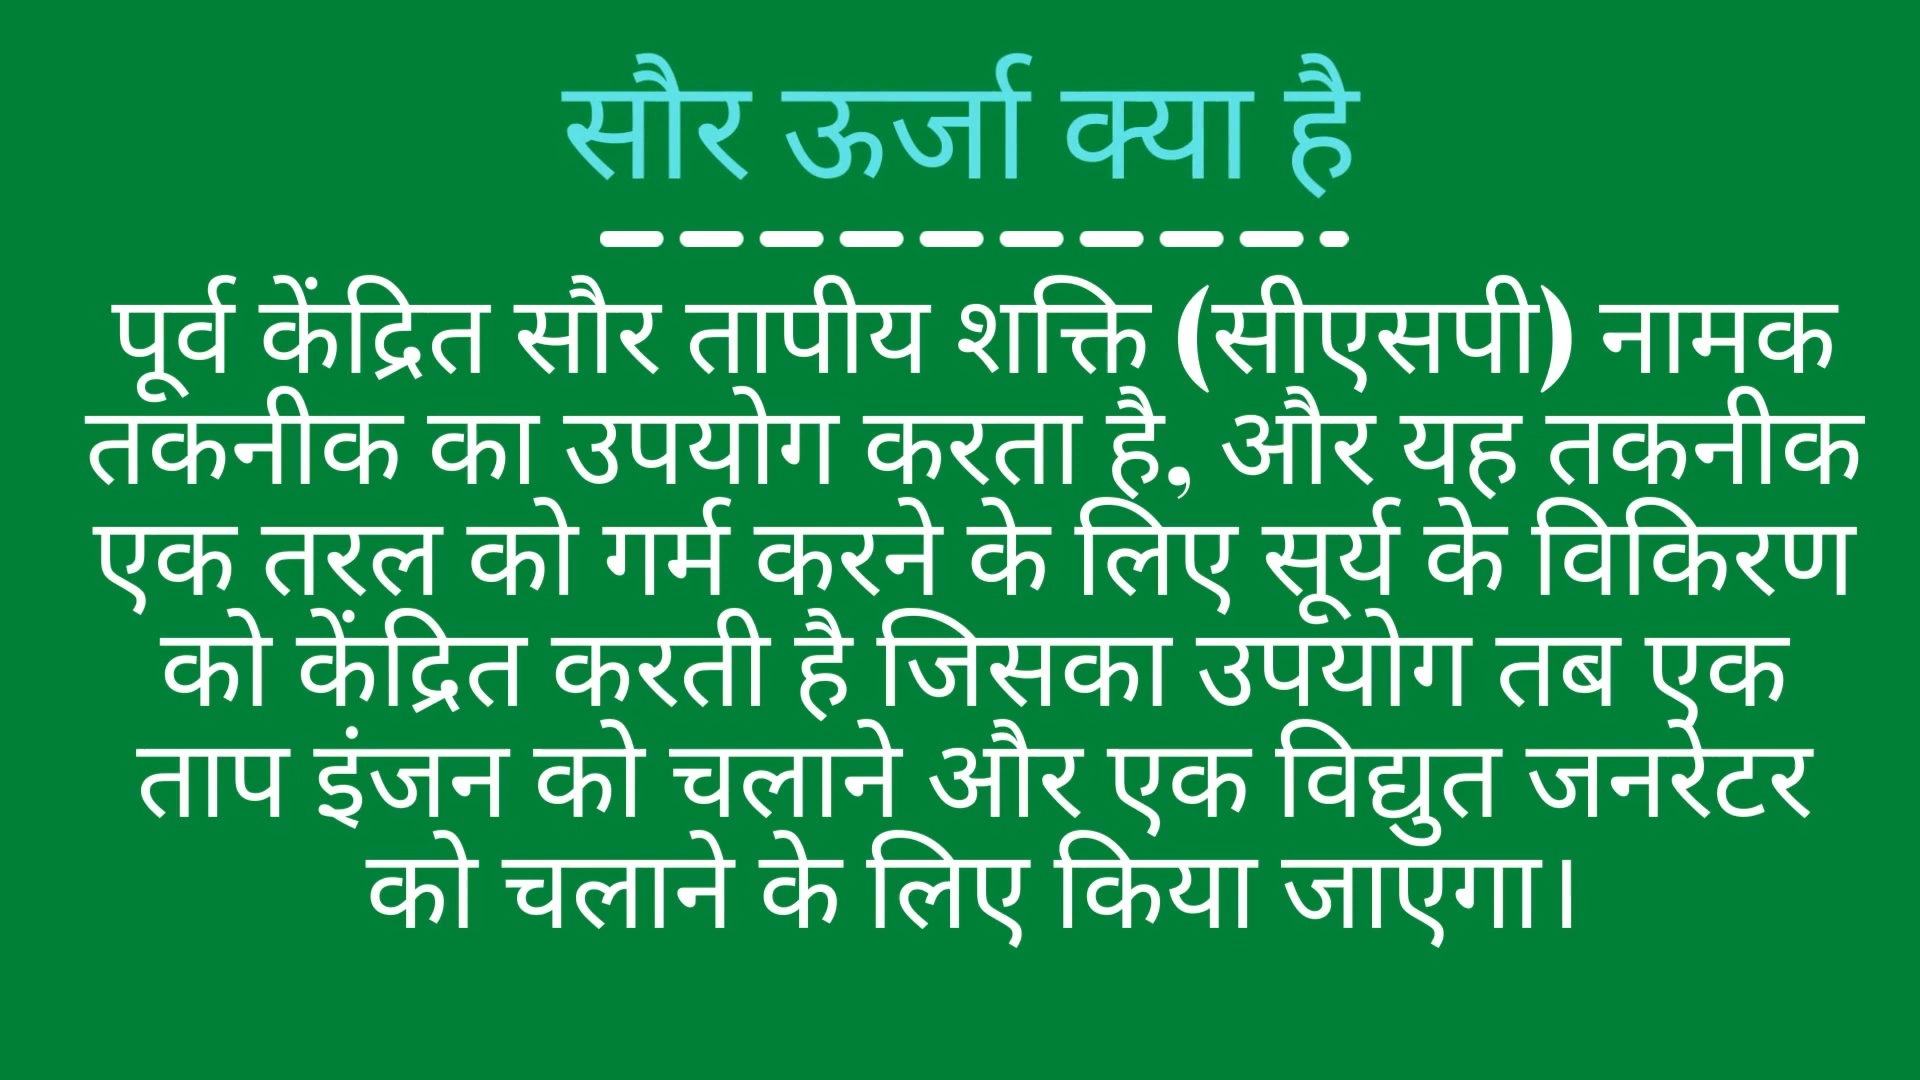 सौर ऊर्जा क्या है
पूर्व केंद्रित सौर तापीय शक्ति (सीएसपी) नामक
तकनीक का उपयोग करता है, और यह तकनीक
एक तरल को गर्म करने के लिए सूर्य के विकिरण
को केंद्रित करती है जिसका उपयोग तब एक
ताप इंजन को चलाने और एक विद्युत जनरेटर
को चलाने के लिए किया जाएगा।